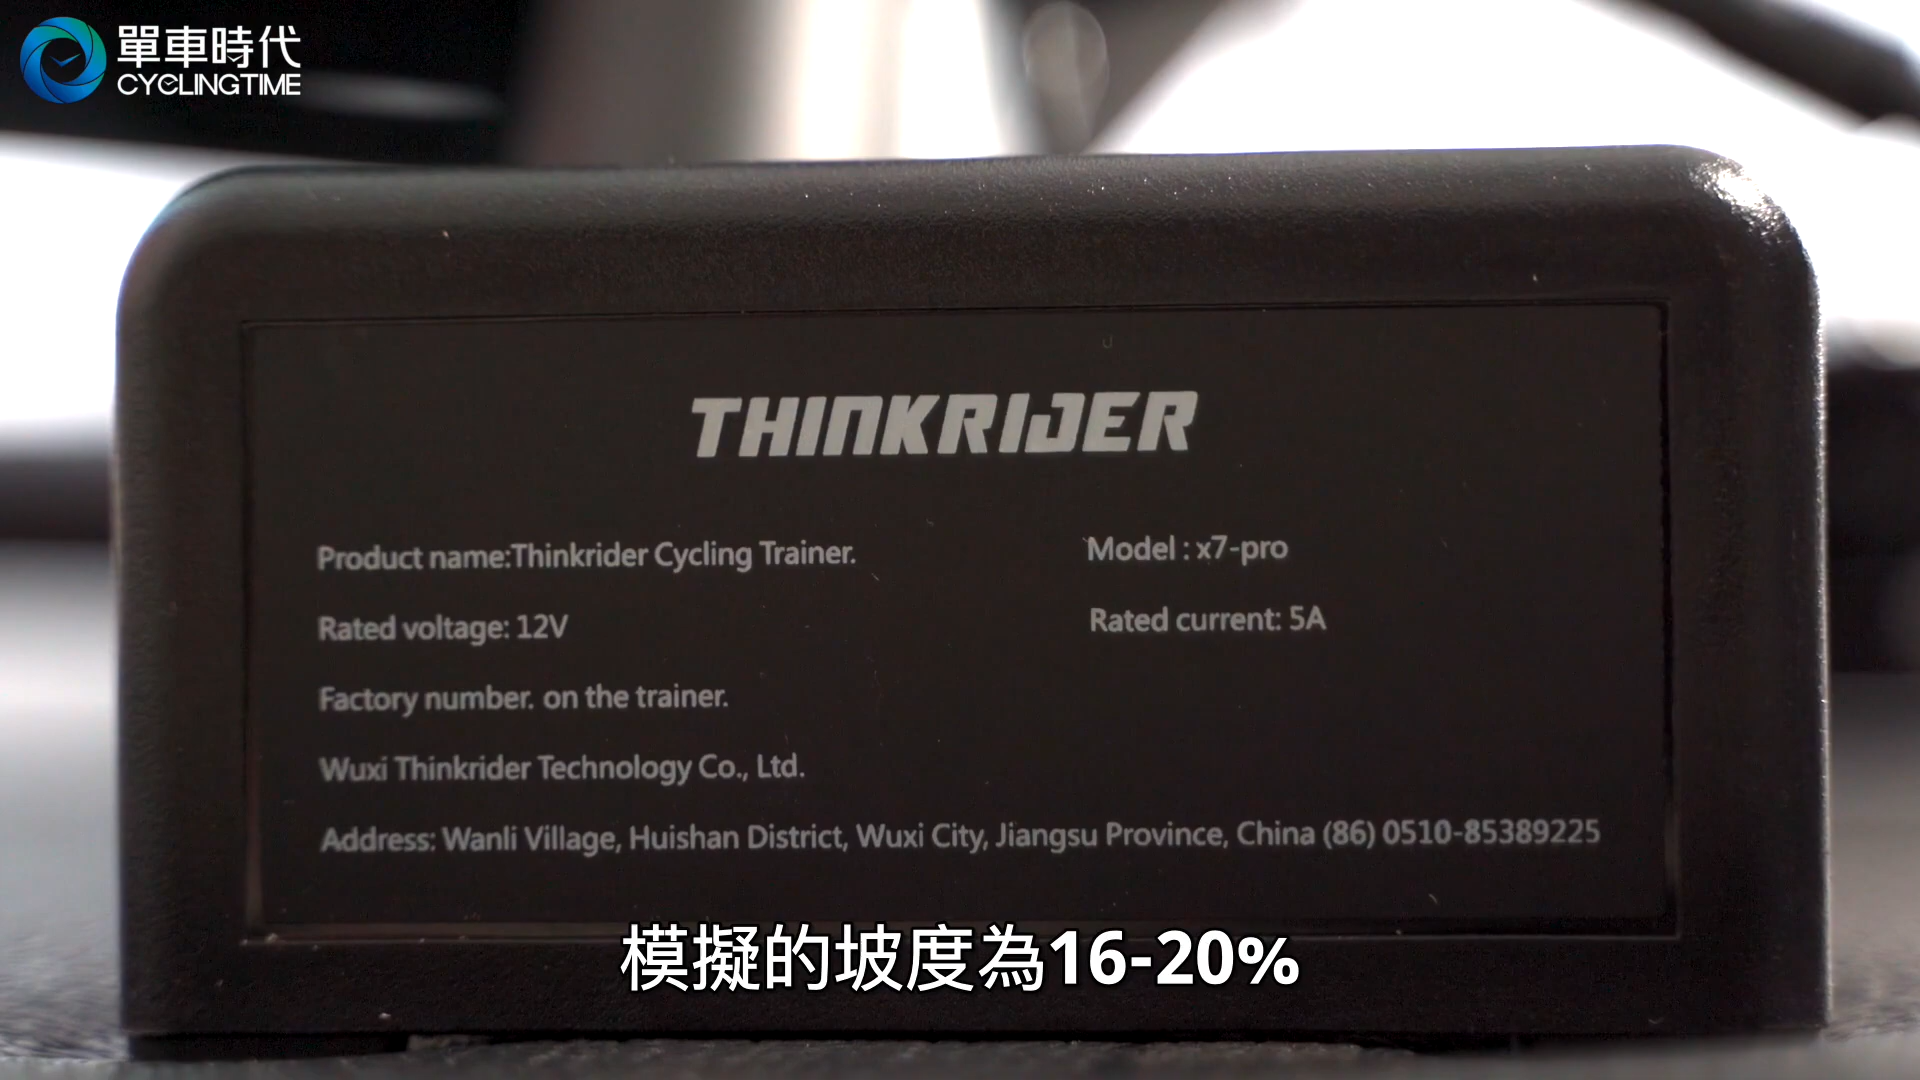 單車時代
CYCLINGTIME
THINKRIDER
Product name:Thinkrider Cycling Trainer.
Model : x7-pro
Rated voltage: 12V
Rated current: 5A
Factory number. on the trainer.
Wuxi Thinkrider Technology Co., Ltd.
Address: Wanli Village, Huishan District, Wuxi City, Jiangsu Province, China (86) 0510-85389225
模擬的坡度為16-20%